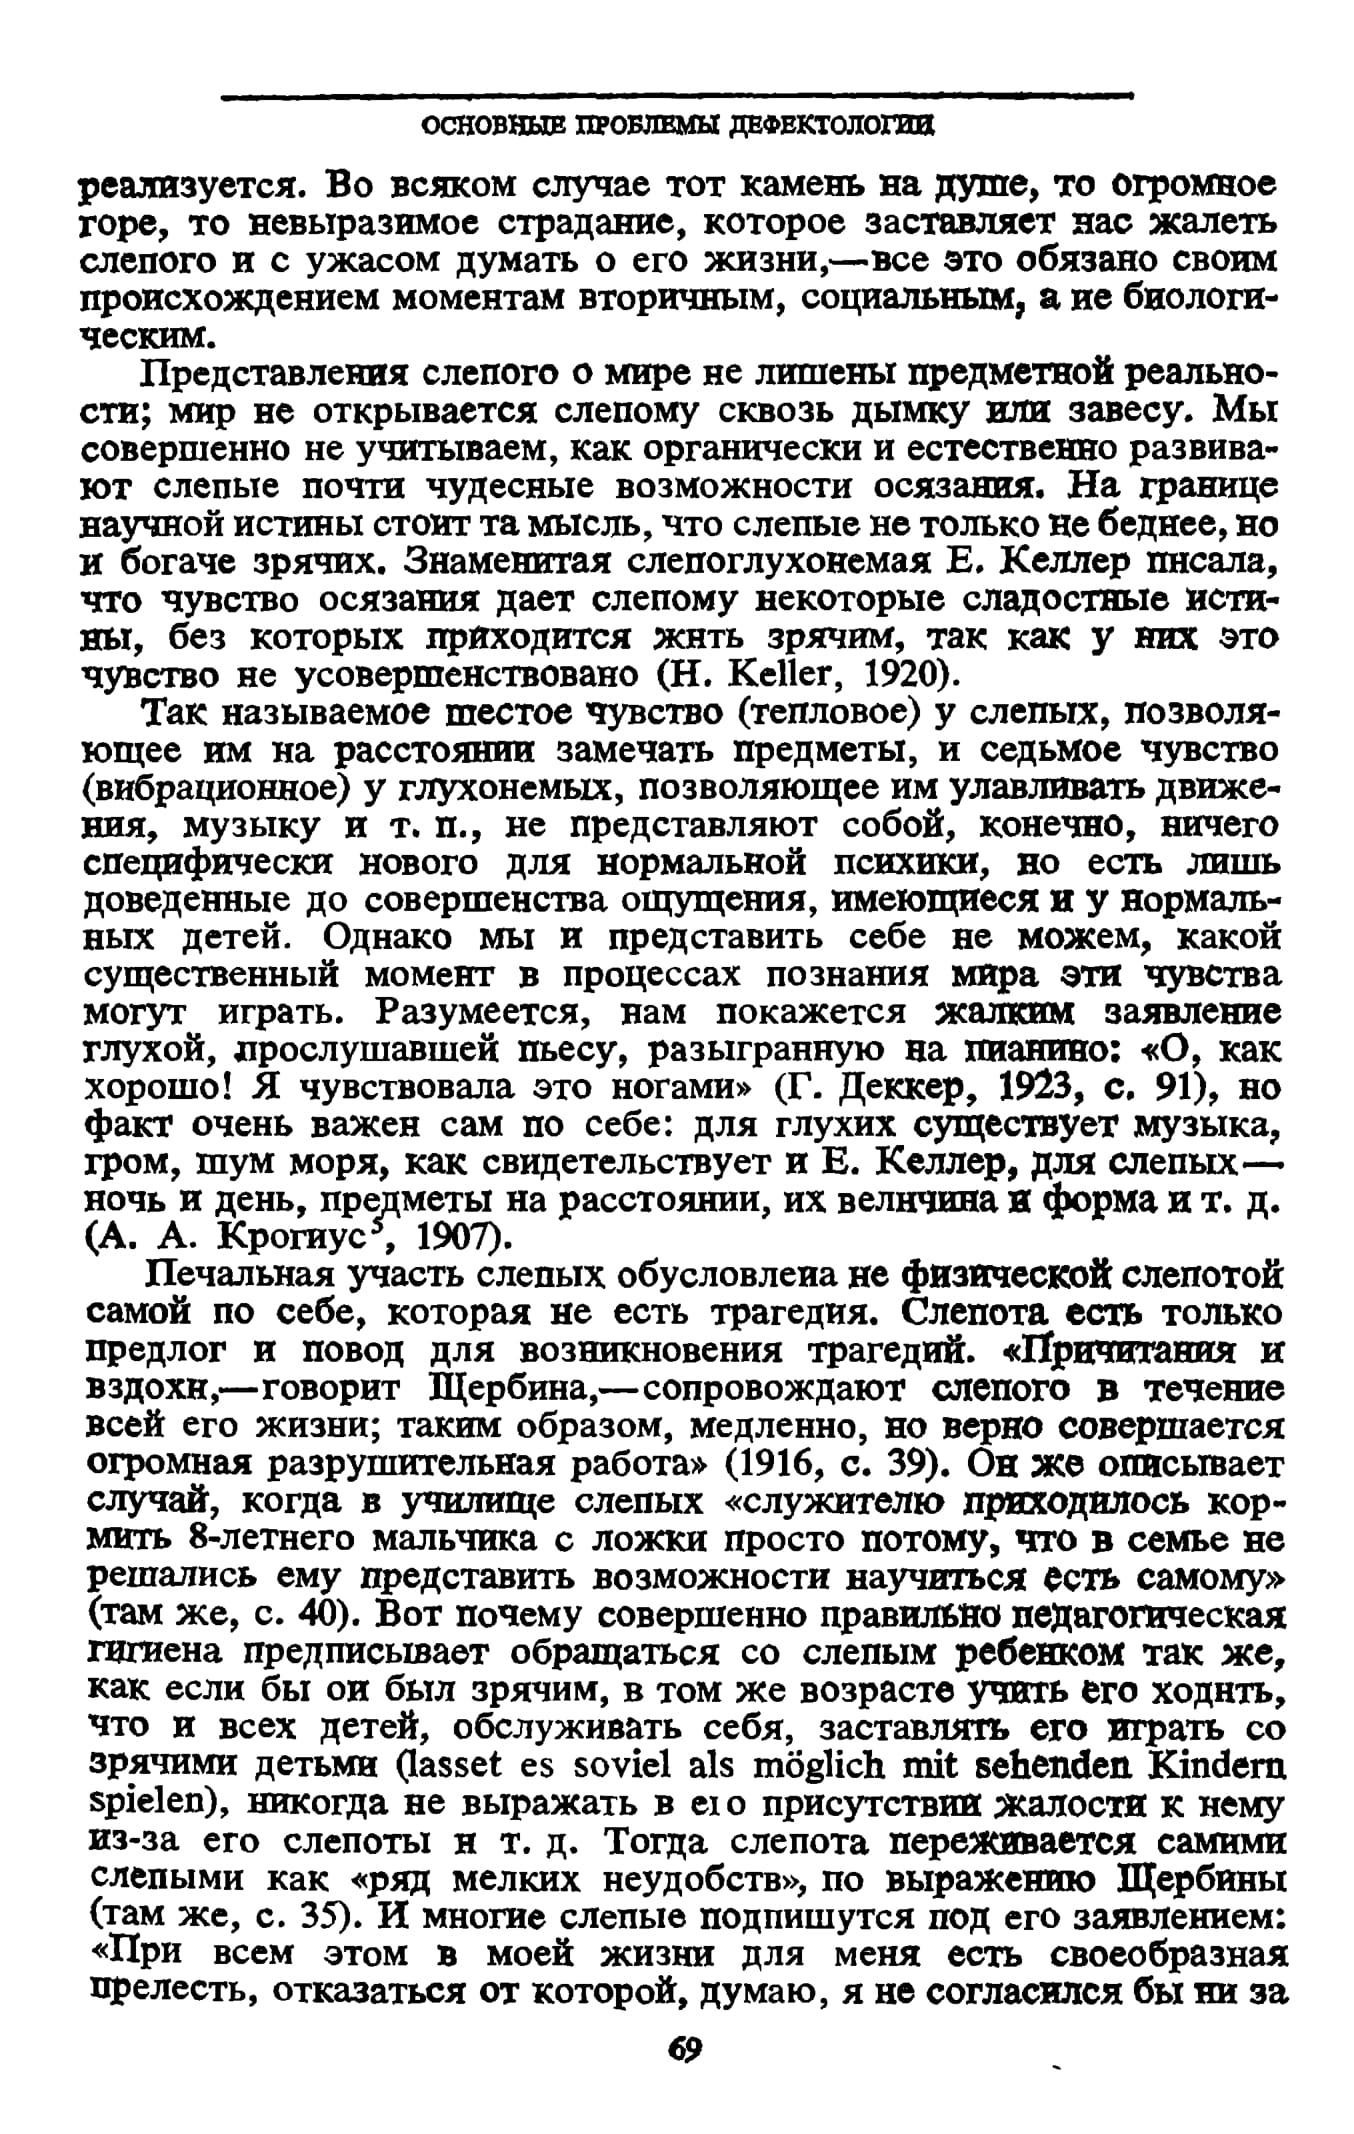 ОСНОВНЫЕ ПРОБЛЕМЫ ДЕФЕКТОЛОГИИ
реализуется. Во всяком случае тот камень на душе, то огромное
горе, то невыразимое страдание, которое заставляет нас жалеть
слепого и с ужасом думать о его жизни,—все это обязано своим
происхождением моментам вторичным, социальным, а не биологи-
ческим.
Представления слепого о мире не лишены предметной реально-
сти; мир не открывается слепому сквозь дымку или завесу. Мы
совершенно не учитываем, как органически и естественно развива-
ют слепые почти чудесные возможности осязания. На границе
научной истины стоит та мысль, что слепые не только не беднее, но
и богаче зрячих. Знаменитая слепоглухонемая Е. Келлер писала,
что чувство осязания дает слепому некоторые сладостные исти-
ны, без которых приходится жить зрячим, так как у них это
чувство не усовершенствовано (H. Keller, 1920).
Так называемое шестое чувство (тепловое) у слепых, позволя-
ющее им на расстоянии замечать предметы, и седьмое чувство
(вибрационное) у глухонемых, позволяющее им улавливать движе-
ния, музыку и т. п., не представляют собой, конечно, ничего
специфически нового для нормальной психики, но есть лишь
доведенные до совершенства ощущения, имеющиеся и у нормаль-
ных детей. Однако мы и представить себе не можем, какой
существенный момент в процессах познания мира эти чувства
могут играть. Разумеется, нам покажется жалким заявление
глухой, прослушавшей пьесу, разыгранную на пианино: «О, как
хорошо! Я чувствовала это ногами» (Г. Деккер, 1923, с. 91), но
факт очень важен сам по себе: для глухих существует музыка,
гром, шум моря, как свидетельствует и Е. Келлер, для слепых—
ночь и день, предметы на расстоянии, их величина и форма и т. д.
(А. А. Крогиус⁵, 1907).
Печальная участь слепых обусловлена не физической слепотой
самой по себе, которая не есть трагедия. Слепота есть только
предлог и повод для возникновения трагедий. «Причитания и
вздохи,—говорит Щербина,—сопровождают слепого в течение
всей его жизни; таким образом, медленно, но верно совершается
огромная разрушительная работа» (1916, с. 39). Он же описывает
случай, когда в училище слепых «служителю приходилось кор-
мить 8-летнего мальчика с ложки просто потому, что в семье не
решались ему представить возможности научиться есть самому»
(там же, с. 40). Вот почему совершенно правильно педагогическая
гигиена предписывает обращаться со слепым ребенком так же,
как если бы он был зрячим, в том же возрасте учить его ходить,
что и всех детей, обслуживать себя, заставлять его играть со
зрячими детьми (lasset es soviel als möglich mit sehenden Kindern
spielen), никогда не выражать в его присутствии жалости к нему
из-за его слепоты и т. д. Тогда слепота переживается самими
слепыми как «ряд мелких неудобств», по выражению Щербины
(там же, с. 35). И многие слепые подпишутся под его заявлением:
«При всем этом в моей жизни для меня есть своеобразная
прелесть, отказаться от которой, думаю, я не согласился бы ни за
69